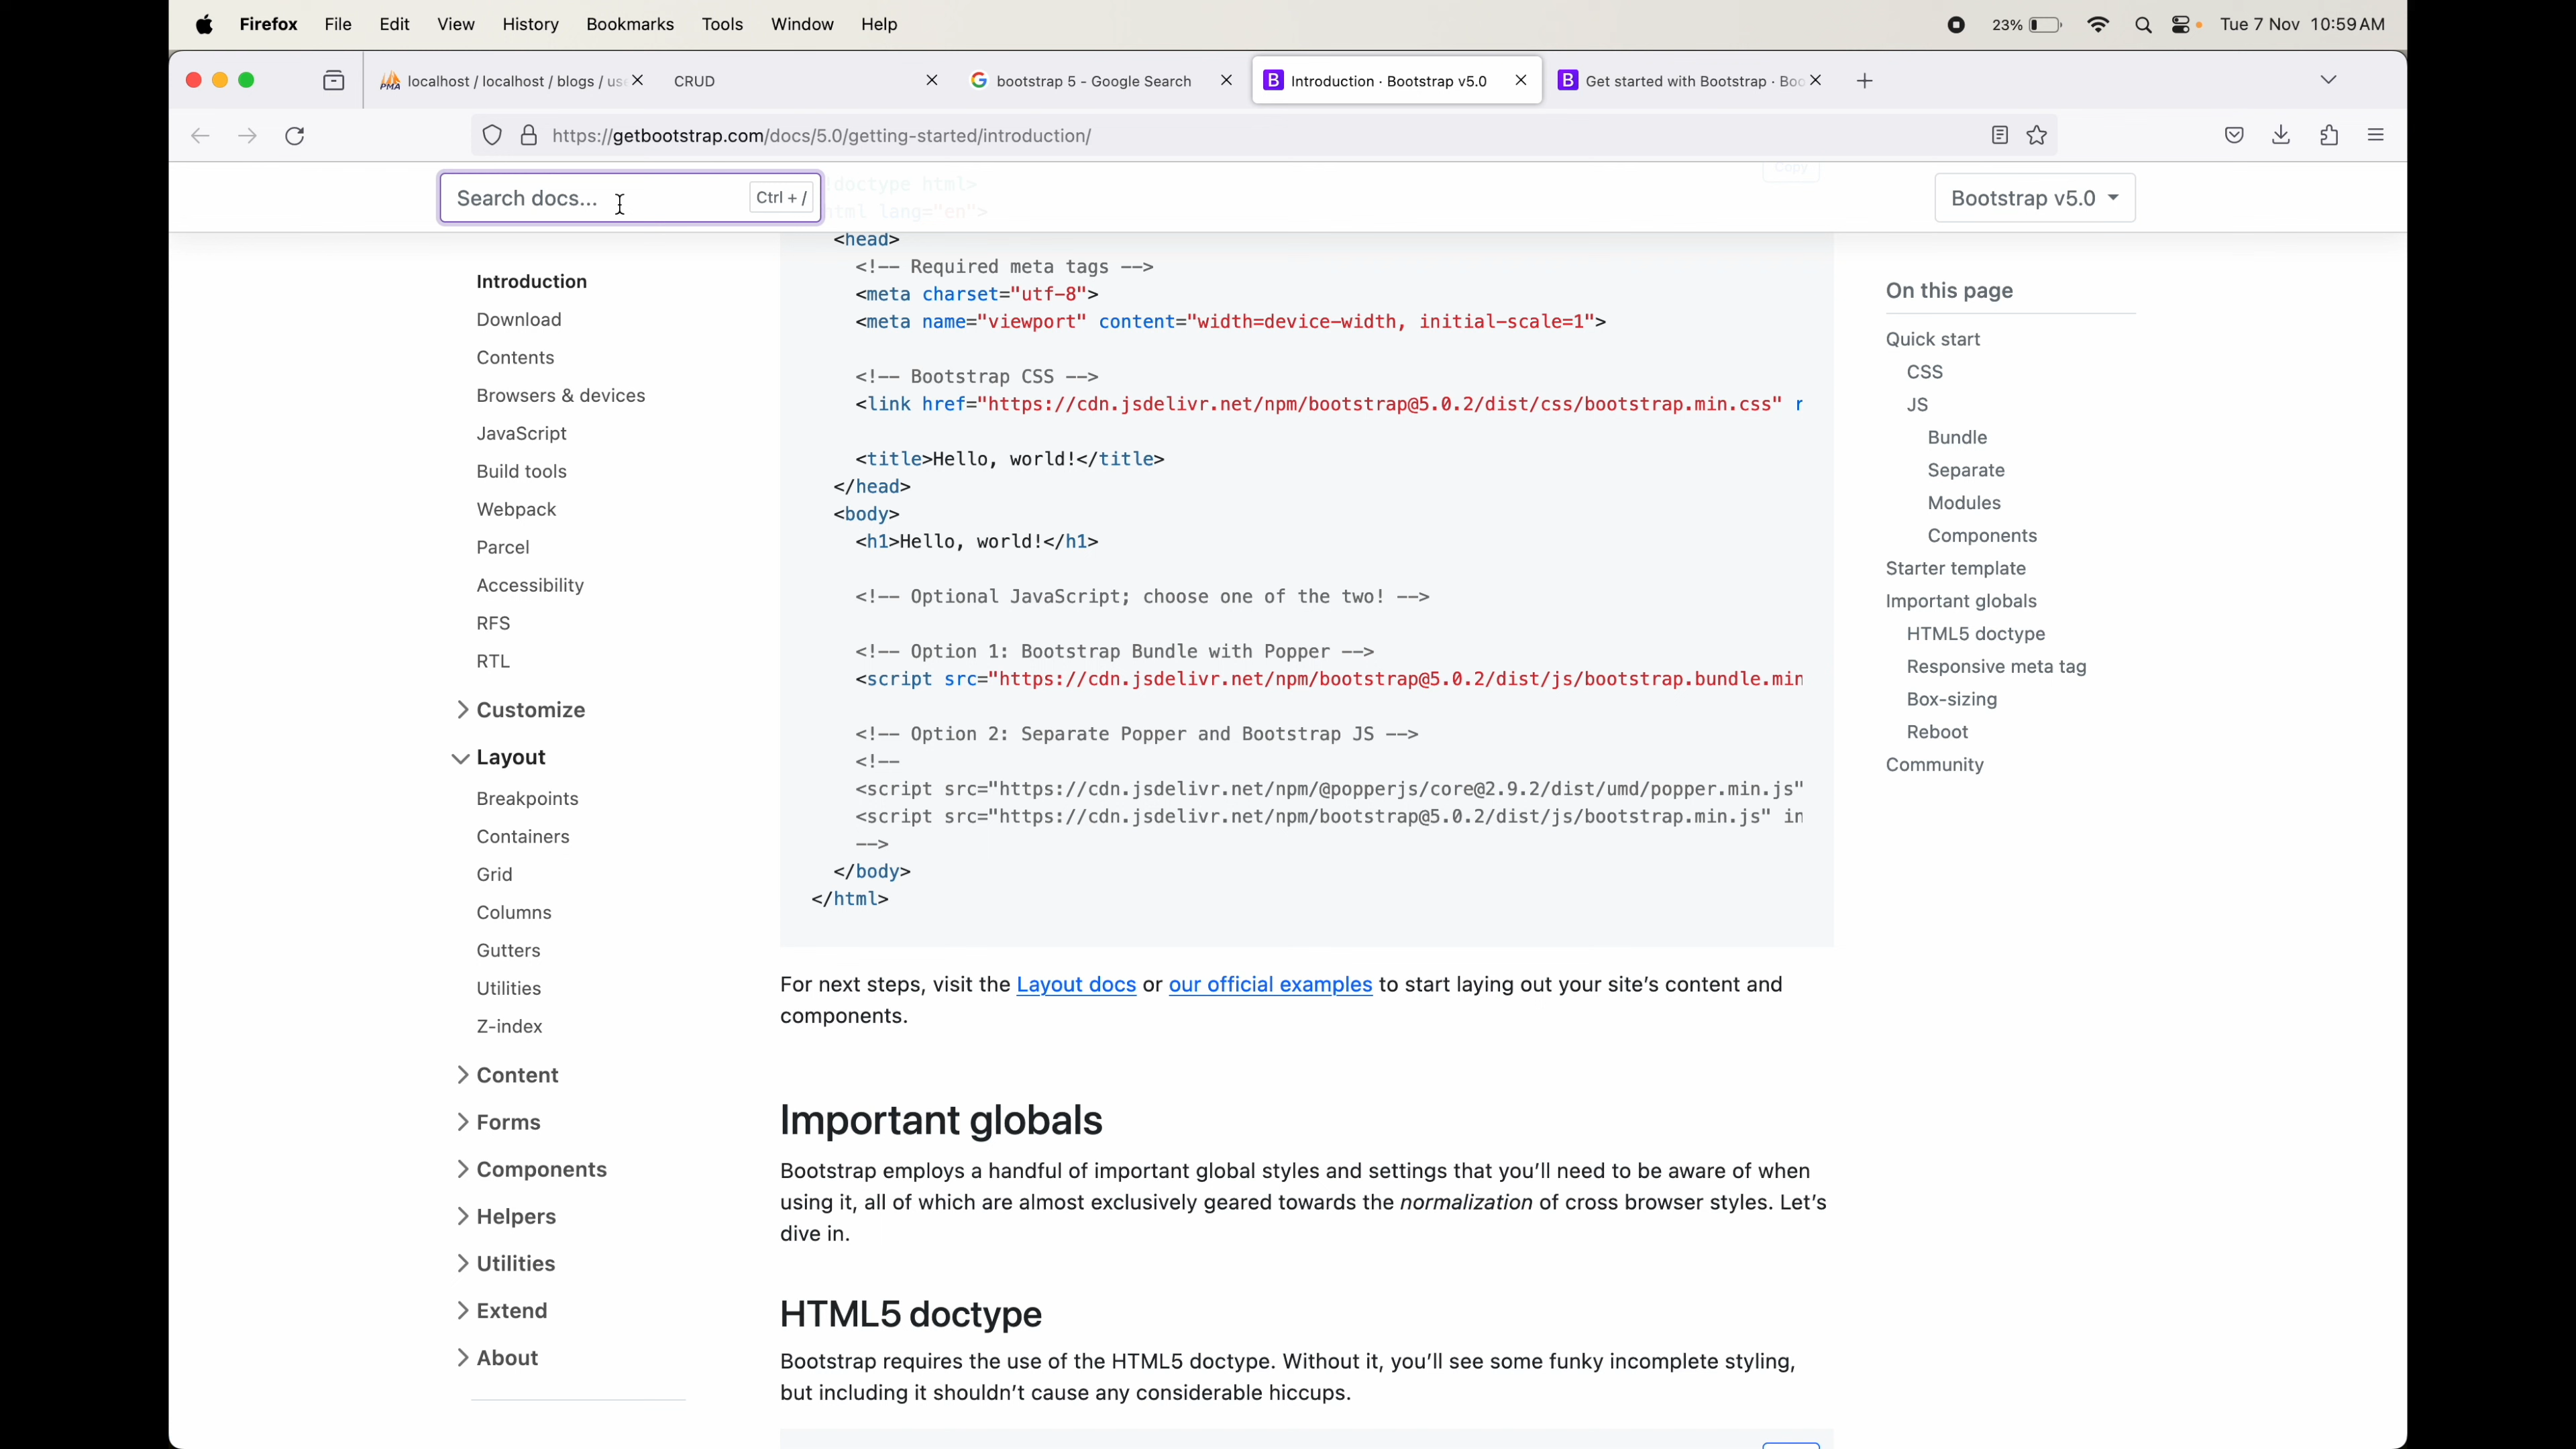 Firefox File Edit View History Bookmarks Tools Window Help 23% Tue 7 Nov 10:59 AM
localhost / localhost / blogs / use CRUD bootstrap 5 - Google Search Introduction · Bootstrap v5.0 Get started with Bootstrap · Boo
https://getbootstrap.com/docs/5.0/getting-started/introduction/
Search docs... Ctrl + / Bootstrap v5.0
Copy
doctype html>
html lang="en">
Introduction
Download
Contents
Browsers & devices
JavaScript
Build tools
Webpack
Parcel
Accessibility
RFS
RTL
Customize
Layout
Breakpoints
Containers
Grid
Columns
Gutters
Utilities
Z-index
Content
Forms
Components
Helpers
Utilities
Extend
About
<head>
<!-- Required meta tags -->
<meta charset="utf-8">
<meta name="viewport" content="width=device-width, initial-scale=1">
<!-- Bootstrap CSS -->
<link href="https://cdn.jsdelivr.net/npm/bootstrap@5.0.2/dist/css/bootstrap.min.css" r
<title>Hello, world!</title>
</head>
<body>
<h1>Hello, world!</h1>
<!-- Optional JavaScript; choose one of the two! -->
<!-- Option 1: Bootstrap Bundle with Popper -->
<script src="https://cdn.jsdelivr.net/npm/bootstrap@5.0.2/dist/js/bootstrap.bundle.min
<!-- Option 2: Separate Popper and Bootstrap JS -->
<!--
<script src="https://cdn.jsdelivr.net/npm/@popperjs/core@2.9.2/dist/umd/popper.min.js"
<script src="https://cdn.jsdelivr.net/npm/bootstrap@5.0.2/dist/js/bootstrap.min.js" in
-->
</body>
</html>
For next steps, visit the Layout docs or our official examples to start laying out your site’s content and
components.
Important globals
Bootstrap employs a handful of important global styles and settings that you’ll need to be aware of when
using it, all of which are almost exclusively geared towards the normalization of cross browser styles. Let’s
dive in.
HTML5 doctype
Bootstrap requires the use of the HTML5 doctype. Without it, you’ll see some funky incomplete styling,
but including it shouldn’t cause any considerable hiccups.
On this page
Quick start
CSS
JS
Bundle
Separate
Modules
Components
Starter template
Important globals
HTML5 doctype
Responsive meta tag
Box-sizing
Reboot
Community